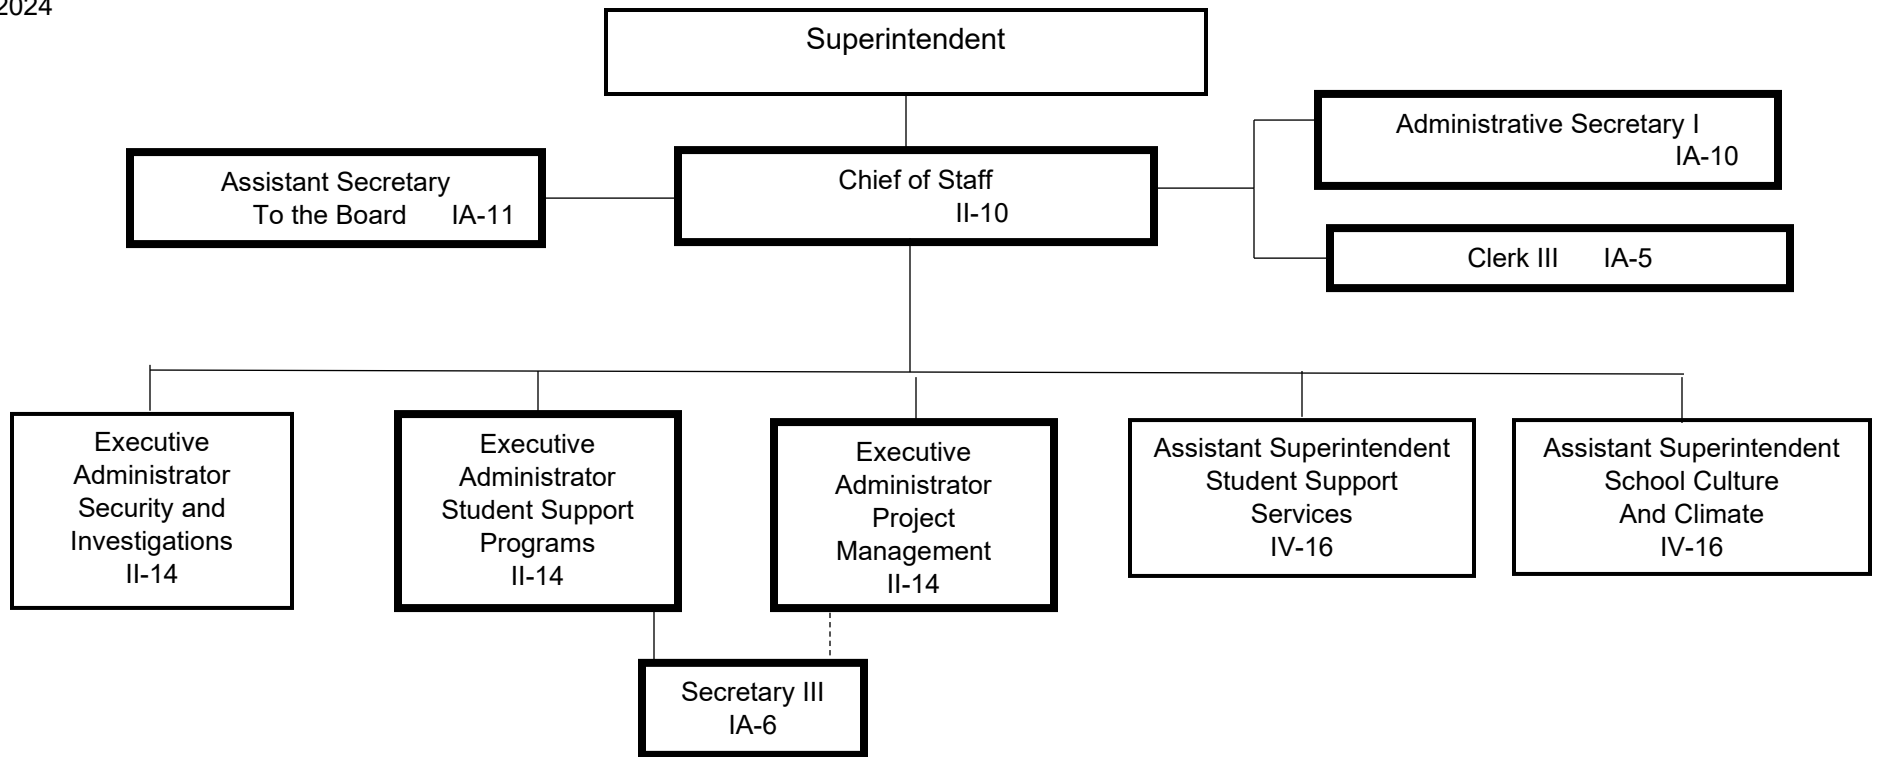 2024
Superintendent
Administrative Secretary I
IA-10
Assistant Secretary
To the Board IA-11
Chief of Staff
II-10
Clerk III IA-5
Executive
Administrator
Security and
Investigations
II-14
Executive
Administrator
Student Support
Programs
II-14
Executive
Administrator
Project
Management
II-14
Assistant Superintendent
Student Support
Services
IV-16
Assistant Superintendent
School Culture
And Climate
IV-16
Secretary III
IA-6